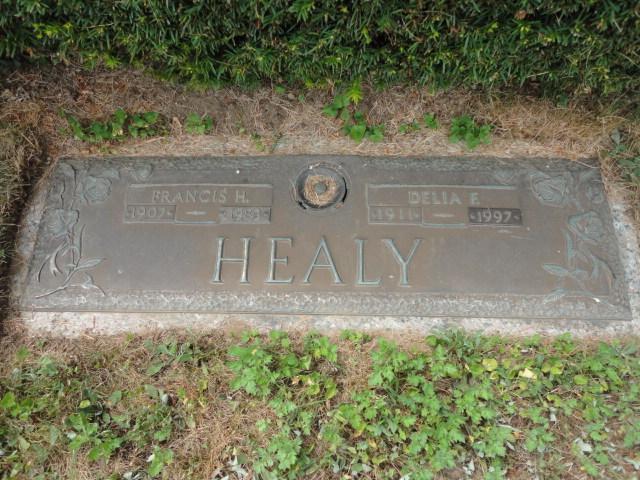 FRANCIS H.
1907 — 1983
DELIA F.
1911 — 1997
HEALY